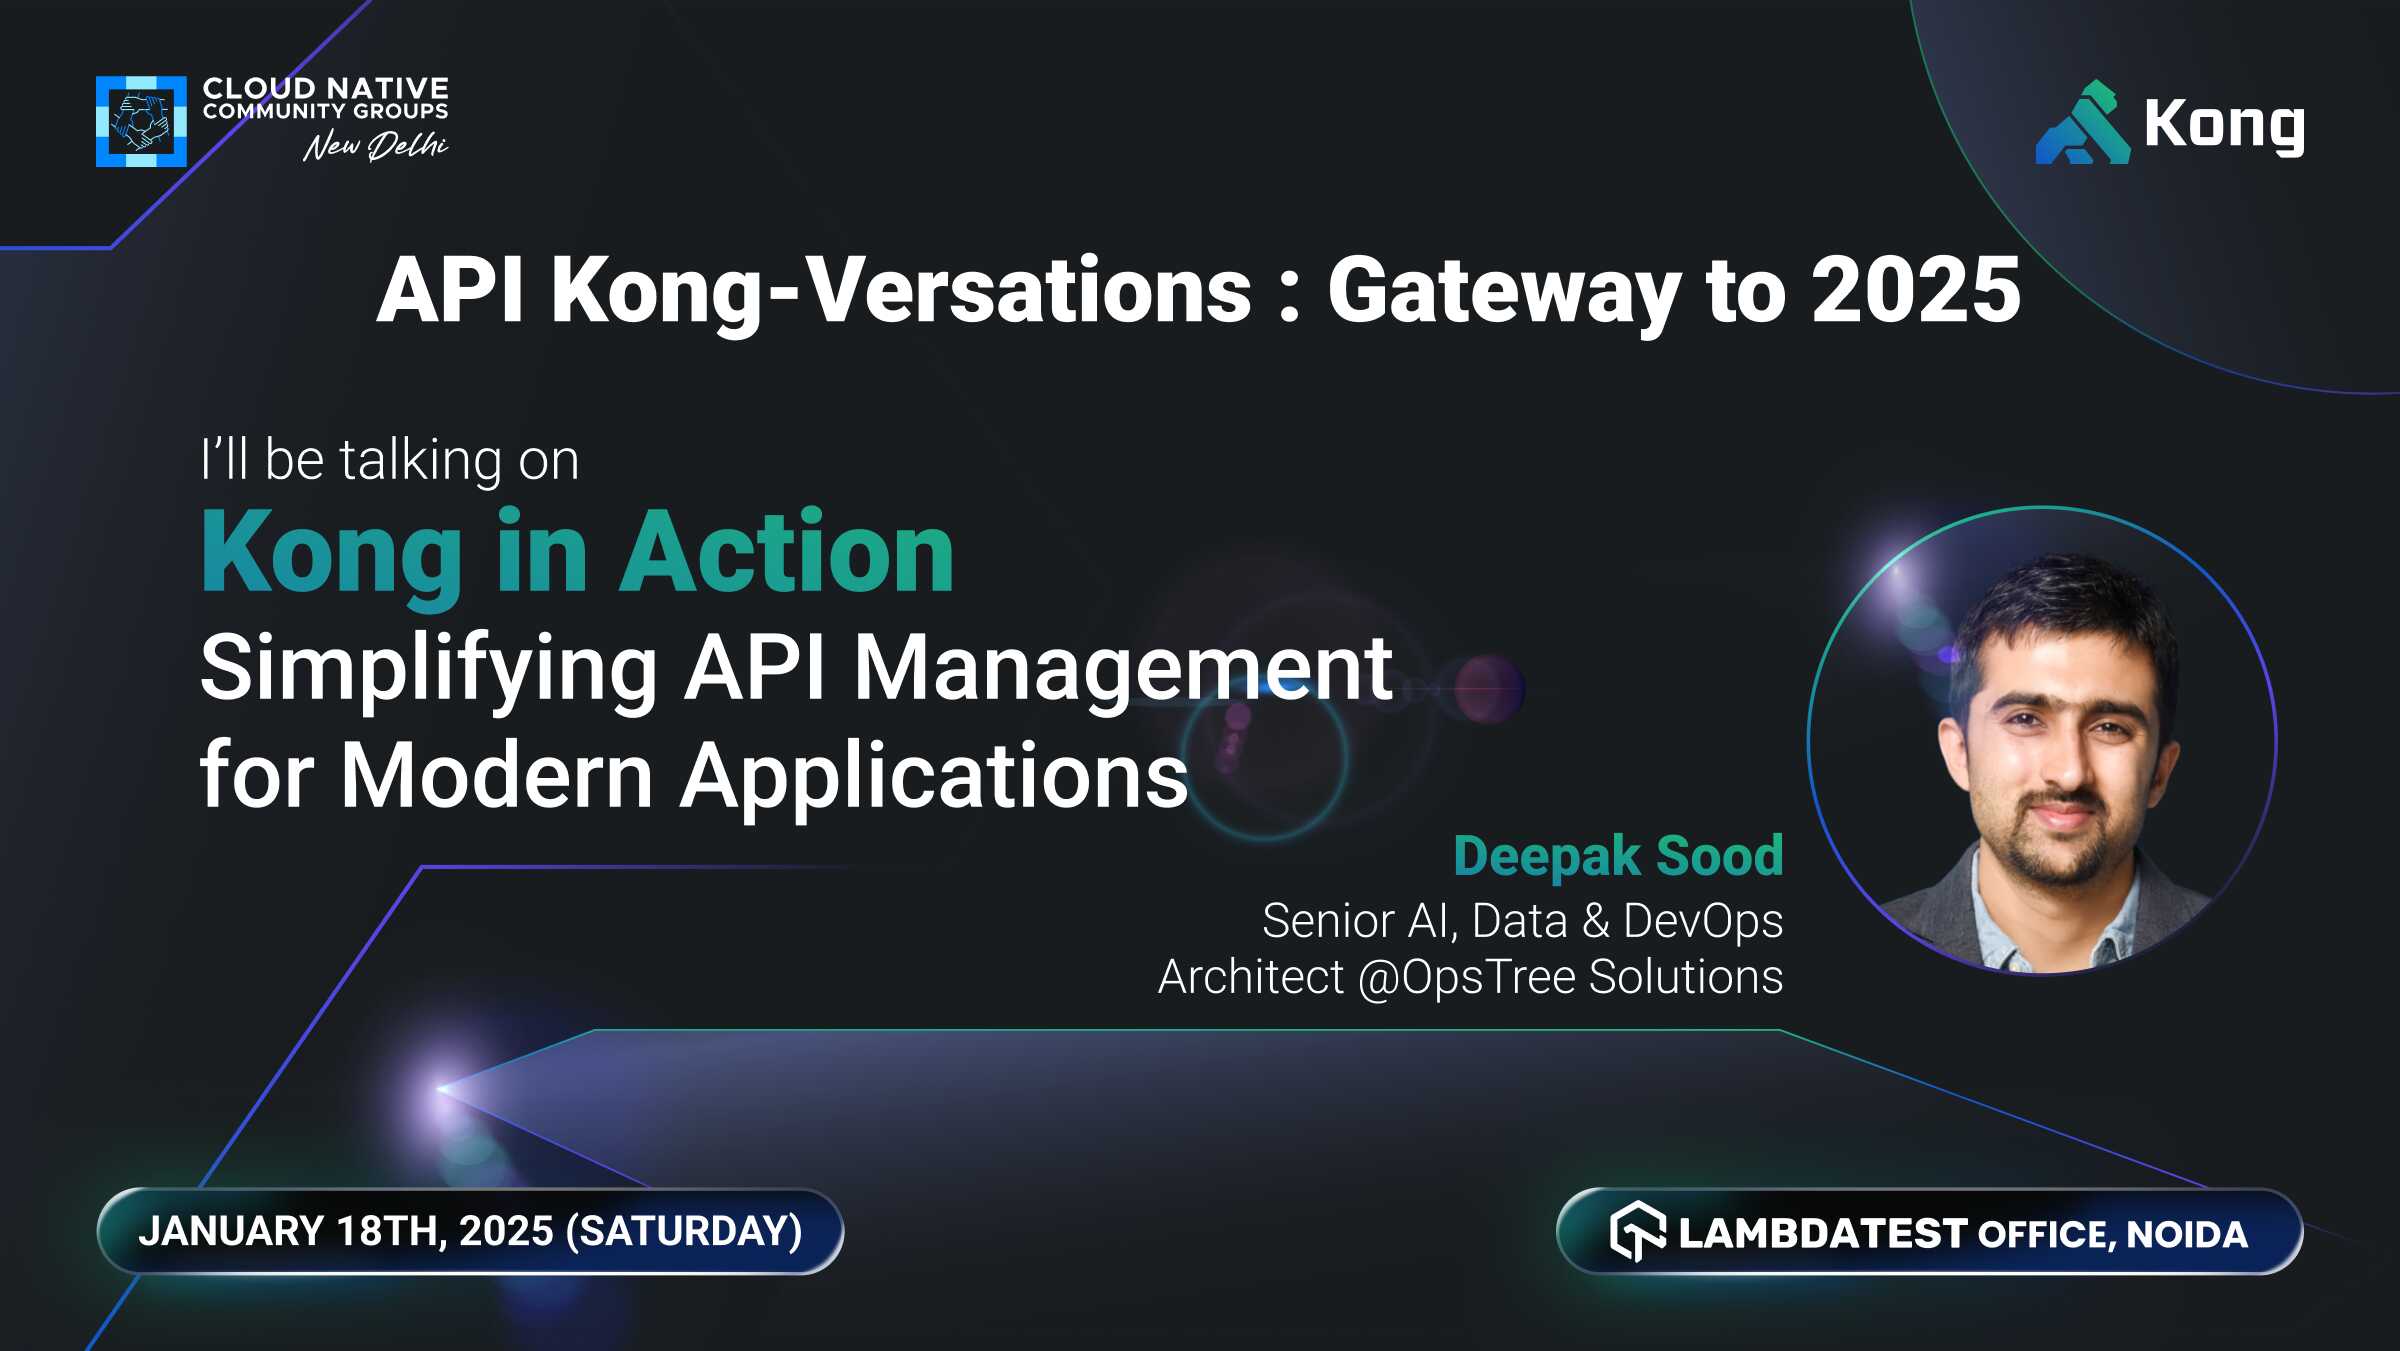 CLOUD NATIVE
COMMUNITY GROUPS
New Delhi
Kong
API Kong-Versations : Gateway to 2025
I’ll be talking on
Kong in Action
Simplifying API Management
for Modern Applications
Deepak Sood
Senior AI, Data & DevOps
Architect @OpsTree Solutions
JANUARY 18TH, 2025 (SATURDAY)
LAMBDATEST OFFICE, NOIDA